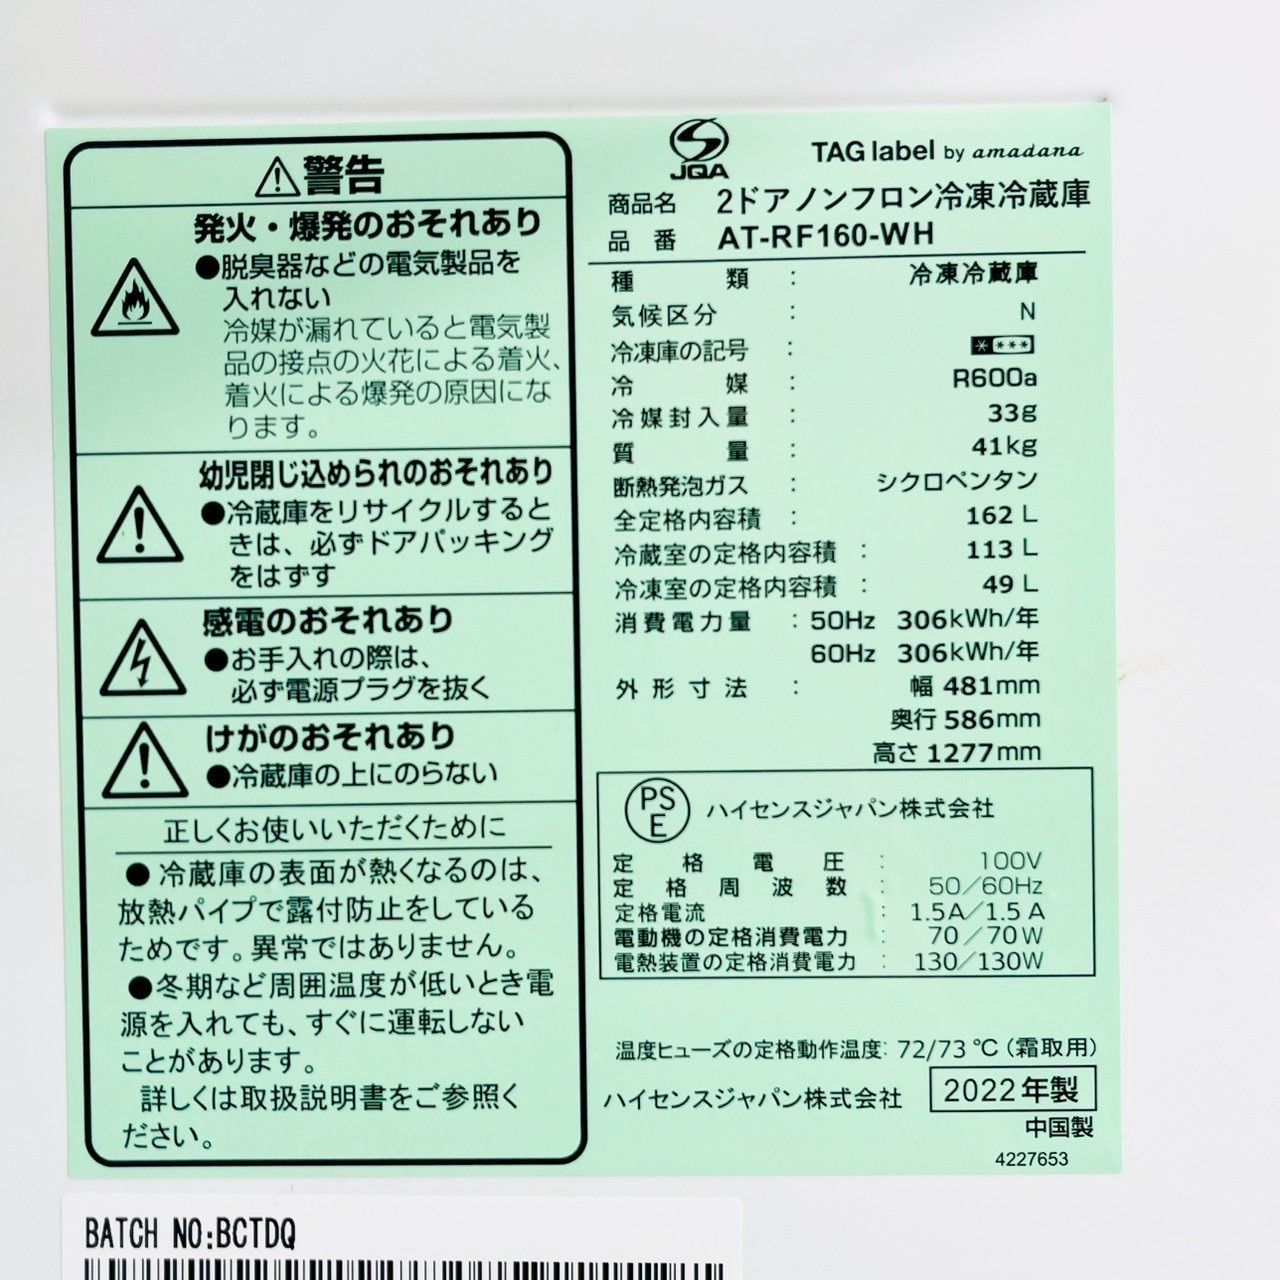 ⚠警告
発火・爆発のおそれあり
●脱臭器などの電気製品を
入れない
冷媒が漏れていると電気製
品の接点の火花による着火、
着火による爆発の原因にな
ります。
幼児閉じ込められのおそれあり
●冷蔵庫をリサイクルすると
きは、必ずドアパッキング
をはずす
感電のおそれあり
●お手入れの際は、
必ず電源プラグを抜く
けがのおそれあり
●冷蔵庫の上にのらない
正しくお使いいただくために
●冷蔵庫の表面が熱くなるのは、
放熱パイプで露付防止をしている
ためです。異常ではありません。
●冬期など周囲温度が低いとき電
源を入れても、すぐに運転しない
ことがあります。
詳しくは取扱説明書をご参照く
ださい。
JQA
TAG label by amadana
商品名 2ドアノンフロン冷凍冷蔵庫
品番 AT-RF160-WH
種類 : 冷凍冷蔵庫
気候区分 : N
冷凍庫の記号 : ****
冷媒 : R600a
冷媒封入量 : 33g
質量 : 41kg
断熱発泡ガス : シクロペンタン
全定格内容積 : 162 L
冷蔵室の定格内容積 : 113 L
冷凍室の定格内容積 : 49 L
消費電力量 : 50Hz 306kWh/年
60Hz 306kWh/年
外形寸法 : 幅 481mm
奥行 586mm
高さ 1277mm
PSE ハイセンスジャパン株式会社
定格電圧 : 100V
定格周波数 : 50/60Hz
定格電流 : 1.5A/1.5A
電動機の定格消費電力 : 70/70W
電熱装置の定格消費電力 : 130/130W
温度ヒューズの定格動作温度: 72/73℃(霜取用)
ハイセンスジャパン株式会社 2022年製
中国製
4227653
BATCH NO:BCTDQ